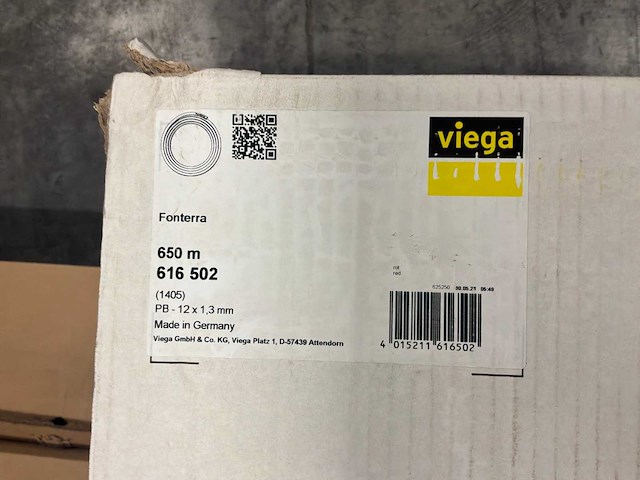 viega
Fonterra
650 m
616 502
rot
red
(1405)
PB - 12 x 1,3 mm
Made in Germany
Viega GmbH & Co. KG, Viega Platz 1, D-57439 Attendorn
4 015211 616502